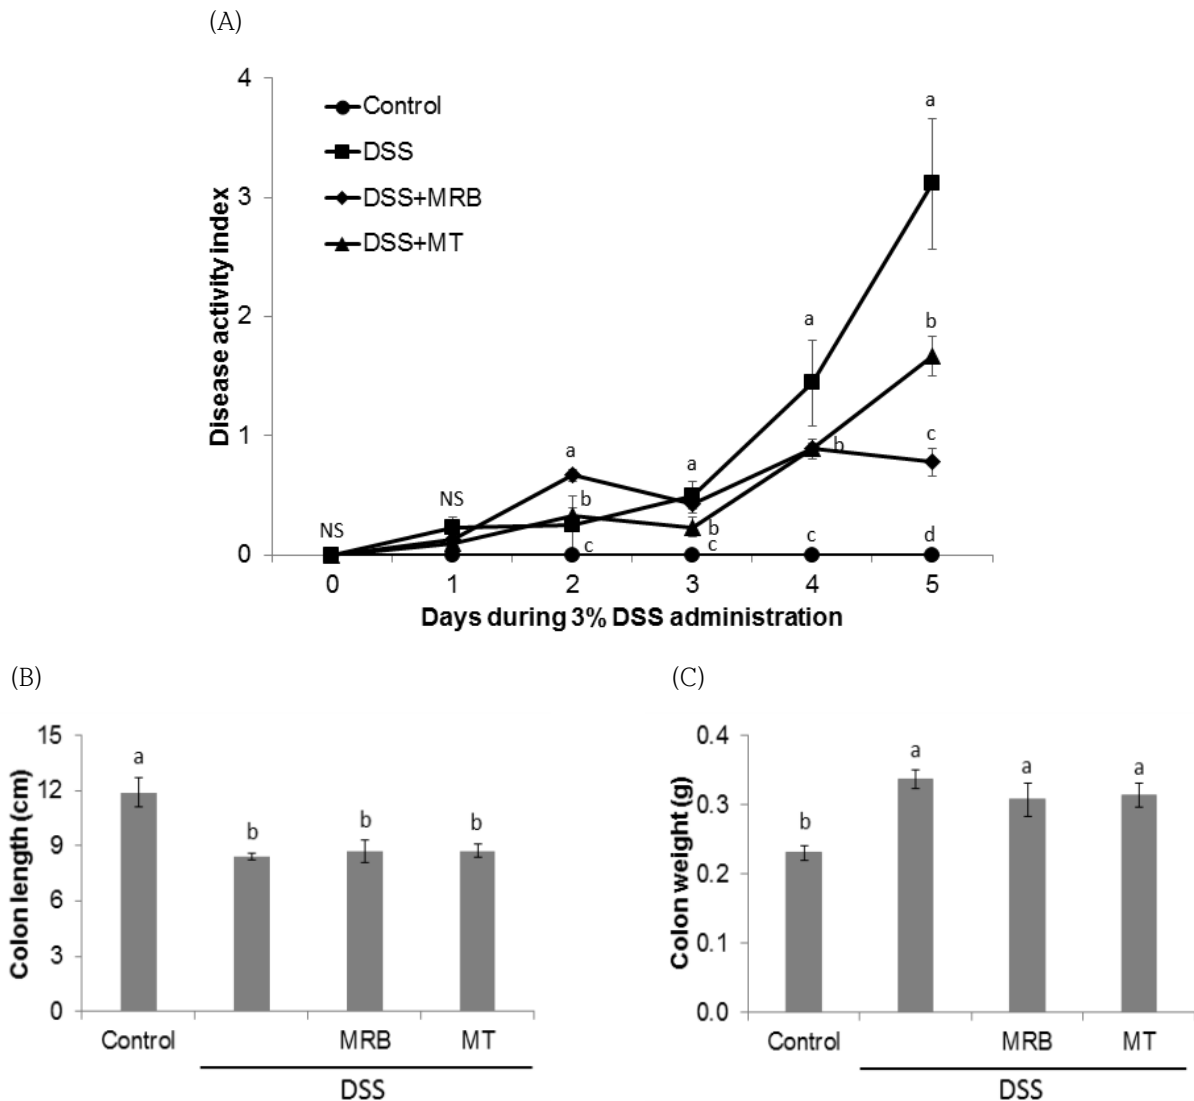 (A)
4
3
2
1
0
Disease activity index
Control
DSS
DSS+MRB
DSS+MT
NS
NS
a
b
c
a
b
c
a
b
c
a
b
c
d
0 1 2 3 4 5
Days during 3% DSS administration
(B)
15
12
9
6
3
0
Colon length (cm)
a
b
b
b
Control MRB MT
DSS
(C)
0.4
0.3
0.2
0.1
0.0
Colon weight (g)
b
a
a
a
Control MRB MT
DSS